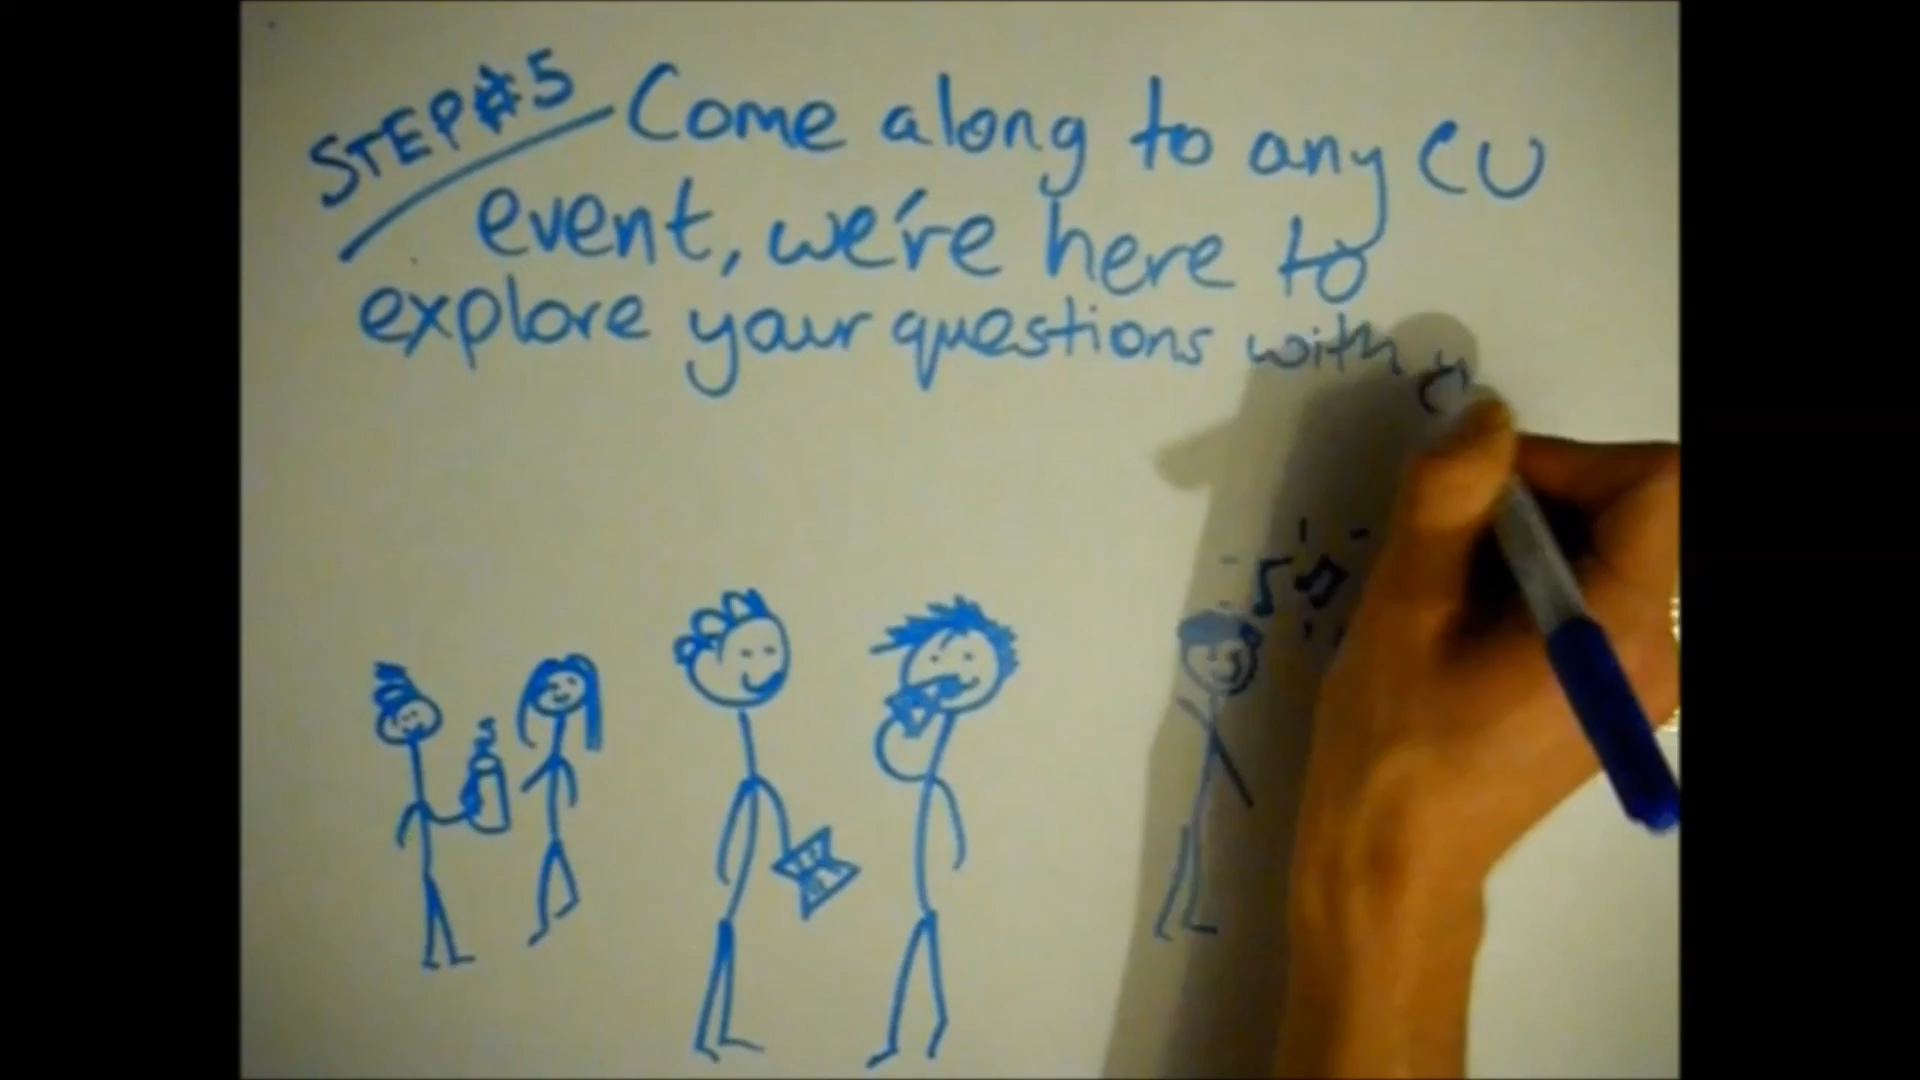 STEP#5 Come along to any CU
event, we're here to
explore your questions with